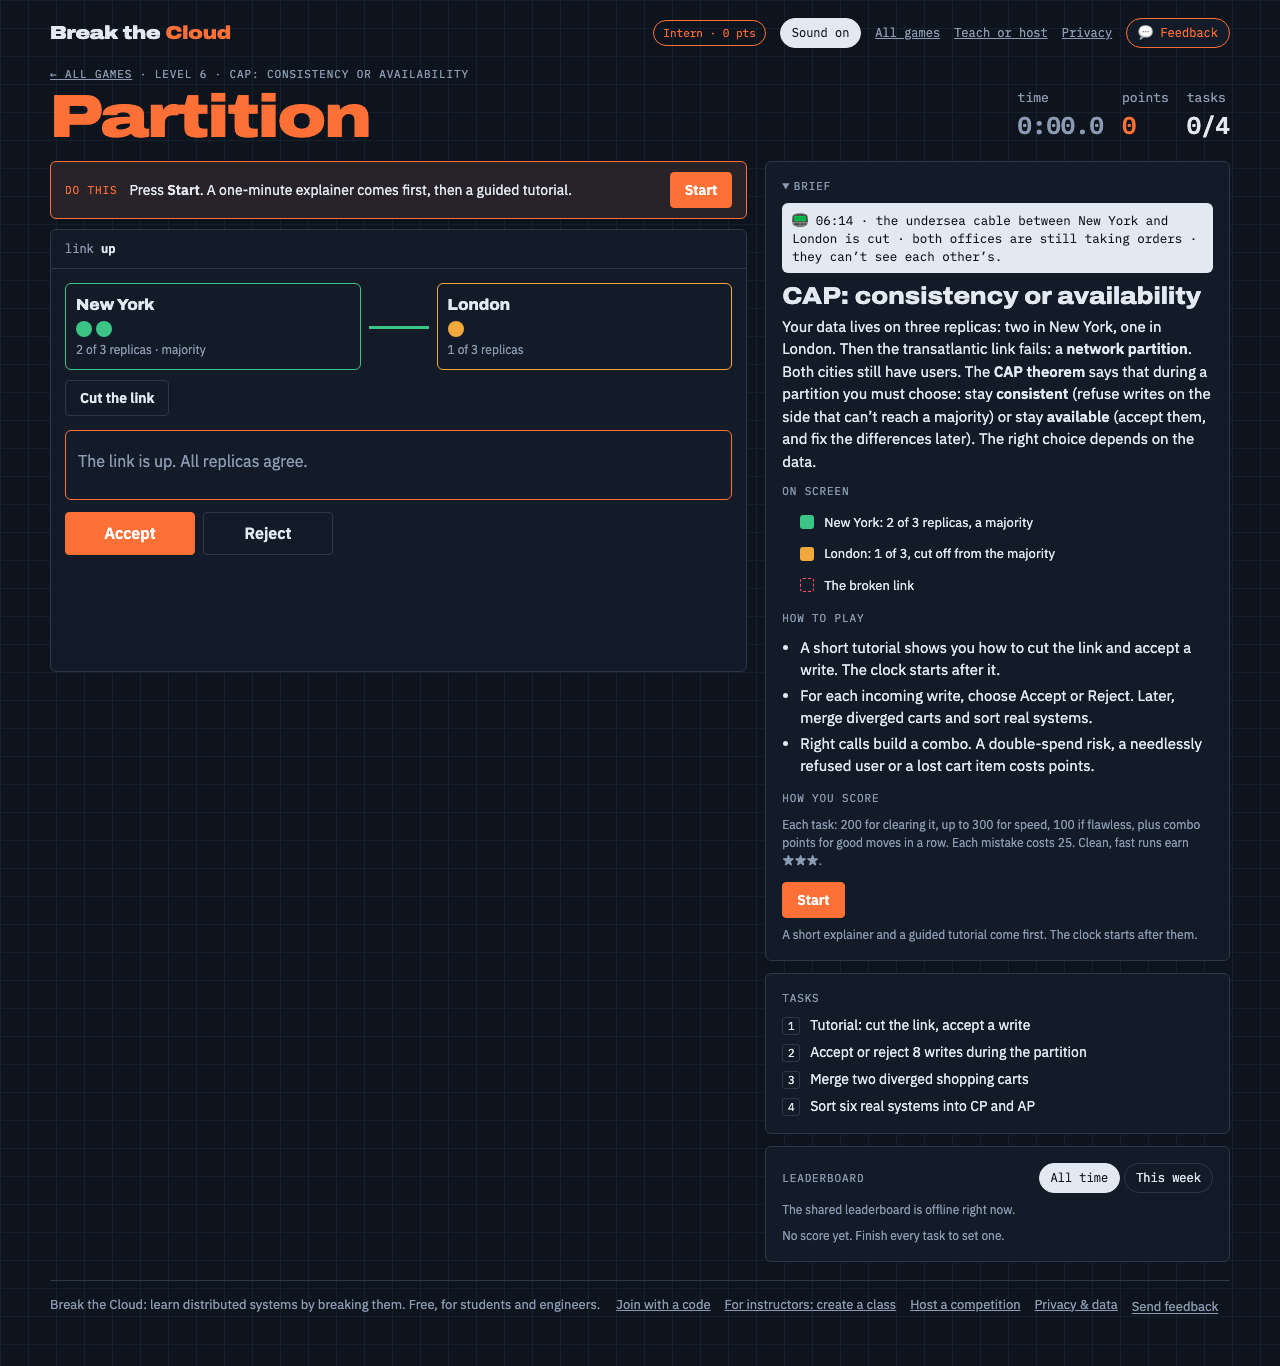 Break the Cloud
Intern · 0 pts
Sound on
All games
Teach or host
Privacy
💬 Feedback
← ALL GAMES · LEVEL 6 · CAP: CONSISTENCY OR AVAILABILITY
Partition
time
0:00.0
points
0
tasks
0/4
DO THIS Press Start. A one-minute explainer comes first, then a guided tutorial.
Start
link up
New York
2 of 3 replicas · majority
London
1 of 3 replicas
Cut the link
The link is up. All replicas agree.
Accept
Reject
▼ BRIEF
06:14 · the undersea cable between New York and
London is cut · both offices are still taking orders ·
they can’t see each other’s.
CAP: consistency or availability
Your data lives on three replicas: two in New York, one in
London. Then the transatlantic link fails: a network partition.
Both cities still have users. The CAP theorem says that during a
partition you must choose: stay consistent (refuse writes on the
side that can’t reach a majority) or stay available (accept them,
and fix the differences later). The right choice depends on the
data.
ON SCREEN
New York: 2 of 3 replicas, a majority
London: 1 of 3, cut off from the majority
The broken link
HOW TO PLAY
• A short tutorial shows you how to cut the link and accept a
write. The clock starts after it.
• For each incoming write, choose Accept or Reject. Later,
merge diverged carts and sort real systems.
• Right calls build a combo. A double-spend risk, a needlessly
refused user or a lost cart item costs points.
HOW YOU SCORE
Each task: 200 for clearing it, up to 300 for speed, 100 if flawless, plus combo
points for good moves in a row. Each mistake costs 25. Clean, fast runs earn
★★★.
Start
A short explainer and a guided tutorial come first. The clock starts after them.
TASKS
1 Tutorial: cut the link, accept a write
2 Accept or reject 8 writes during the partition
3 Merge two diverged shopping carts
4 Sort six real systems into CP and AP
LEADERBOARD
All time
This week
The shared leaderboard is offline right now.
No score yet. Finish every task to set one.
Break the Cloud: learn distributed systems by breaking them. Free, for students and engineers.
Join with a code
For instructors: create a class
Host a competition
Privacy & data
Send feedback